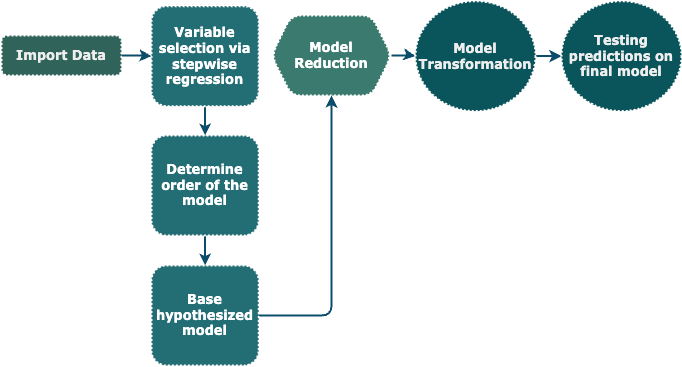 Import Data
Variable
selection via
stepwise
regression
Determine
order of the
model
Base
hypothesized
model
Model
Reduction
Model
Transformation
Testing
predictions on
final model